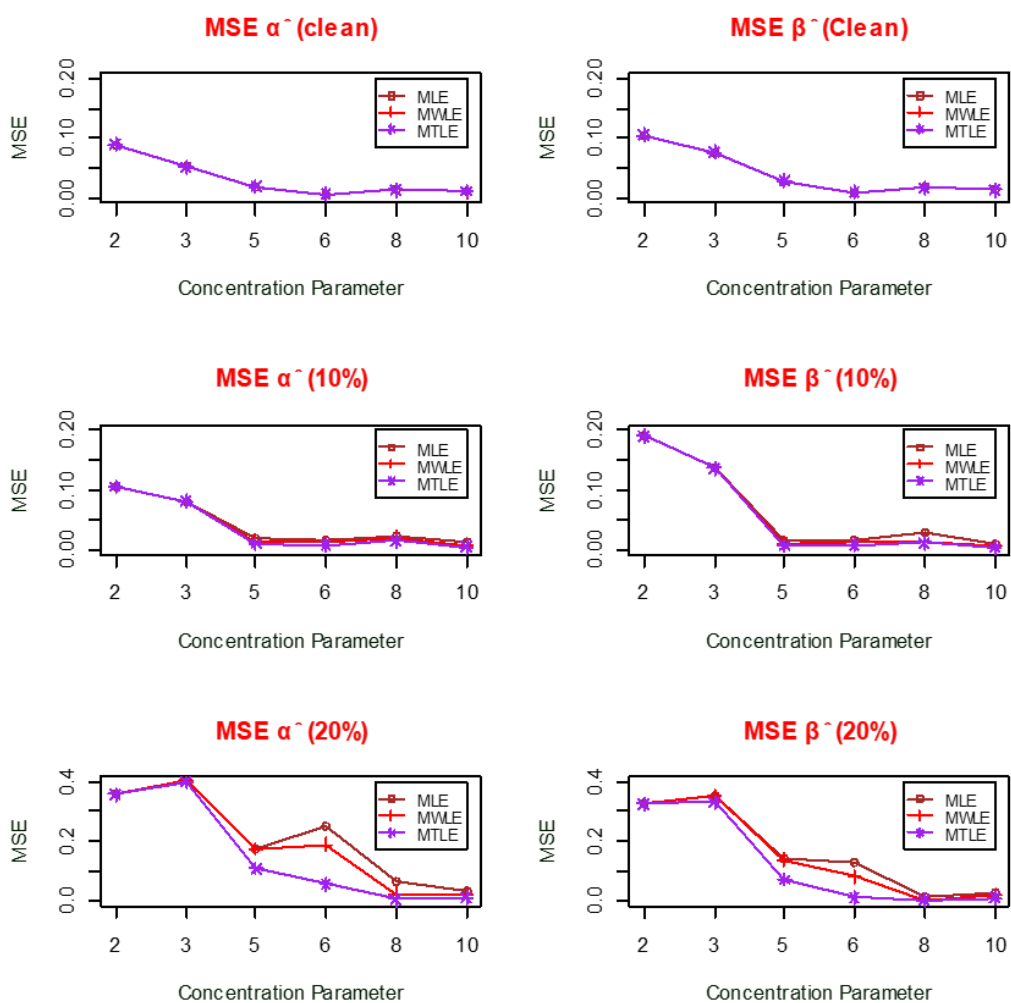 MSE α ˆ (clean)
MSE
0.00 0.10 0.20
MLE
MWLE
MTLE
2 3 5 6 8 10
Concentration Parameter
MSE β ˆ (Clean)
MSE
0.00 0.10 0.20
MLE
MWLE
MTLE
2 3 5 6 8 10
Concentration Parameter
MSE α ˆ (10%)
MSE
0.00 0.10 0.20
MLE
MWLE
MTLE
2 3 5 6 8 10
Concentration Parameter
MSE β ˆ (10%)
MSE
0.00 0.10 0.20
MLE
MWLE
MTLE
2 3 5 6 8 10
Concentration Parameter
MSE α ˆ (20%)
MSE
0.0 0.2 0.4
MLE
MWLE
MTLE
2 3 5 6 8 10
Concentration Parameter
MSE β ˆ (20%)
MSE
0.0 0.2 0.4
MLE
MWLE
MTLE
2 3 5 6 8 10
Concentration Parameter